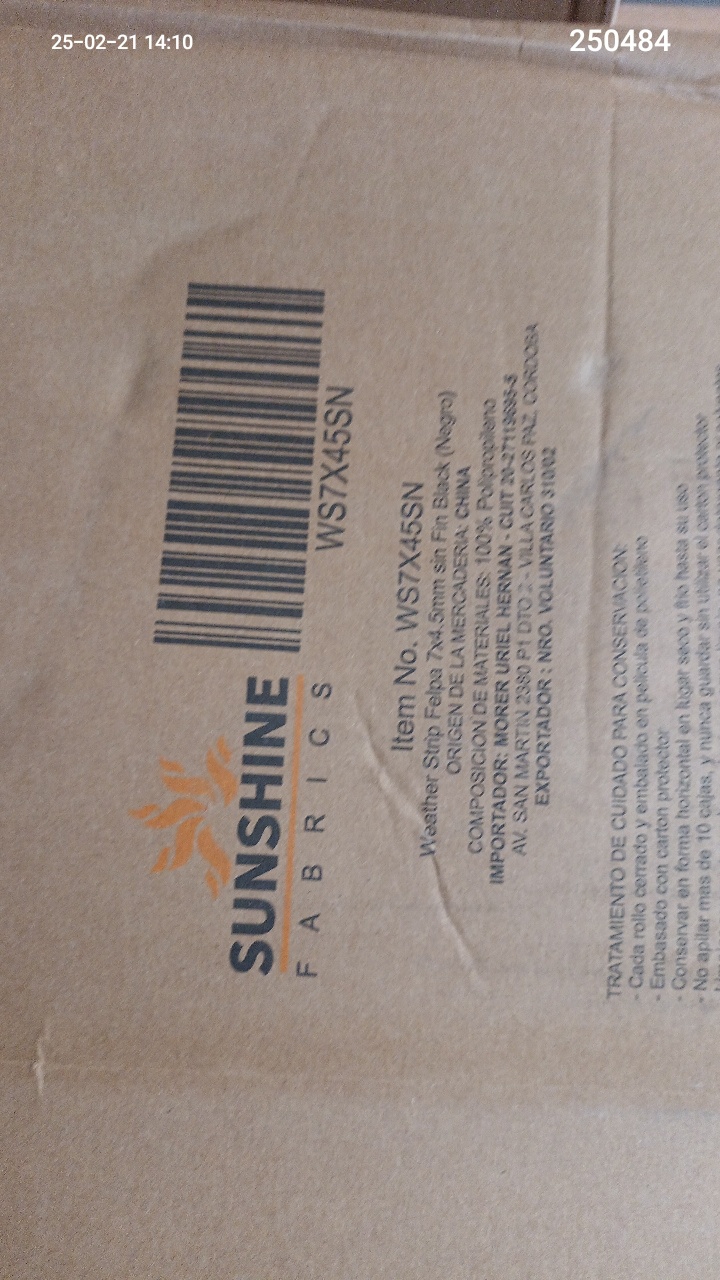 25-02-21 14:10
250484
SUNSHINE
FABRICS
WS7X45SN
Item No. WS7X45SN
Weather Strip Felpa 7x4.5mm sin Fin Black (Negro)
ORIGEN DE LA MERCADERIA: CHINA
COMPOSICION DE MATERIALES: 100% Polipropileno
IMPORTADOR: MORER URIEL HERNAN - CUIT 20-27119695-5
AV. SAN MARTIN 2380 P1 DTO 2 - VILLA CARLOS PAZ, CORDOBA
EXPORTADOR : NRO. VOLUNTARIO 310/02
TRATAMIENTO DE CUIDADO PARA CONSERVACION:
- Cada rollo cerrado y embalado en pelicula de polietileno
- Embasado con carton protector
- Conservar en forma horizontal en lugar seco y frio hasta su uso
- No apilar mas de 10 cajas, y nunca guardar sin utilizar el carton protector